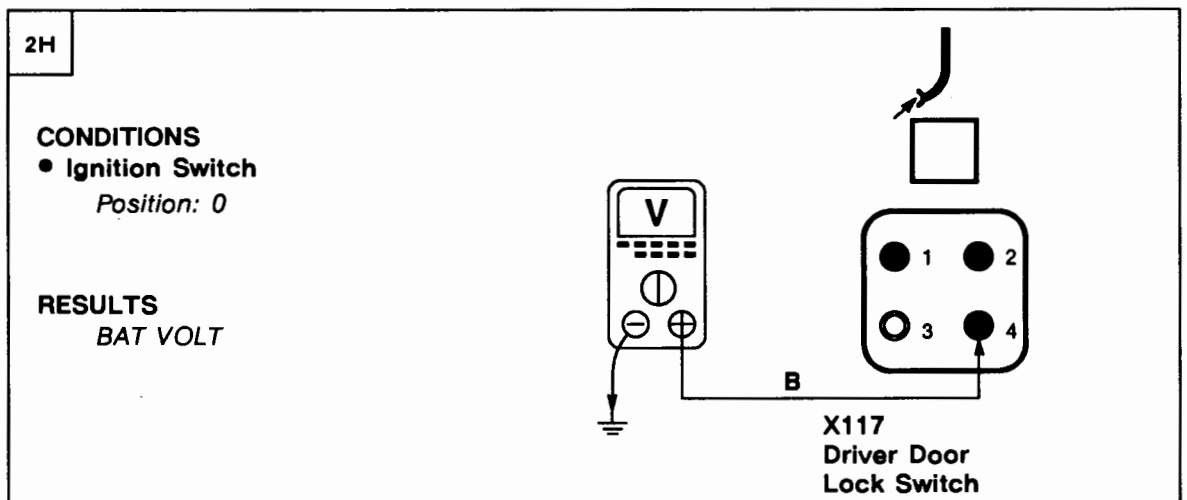 2H
CONDITIONS
● Ignition Switch
Position: 0
RESULTS
BAT VOLT
V
1 2
3 4
B
X117
Driver Door
Lock Switch